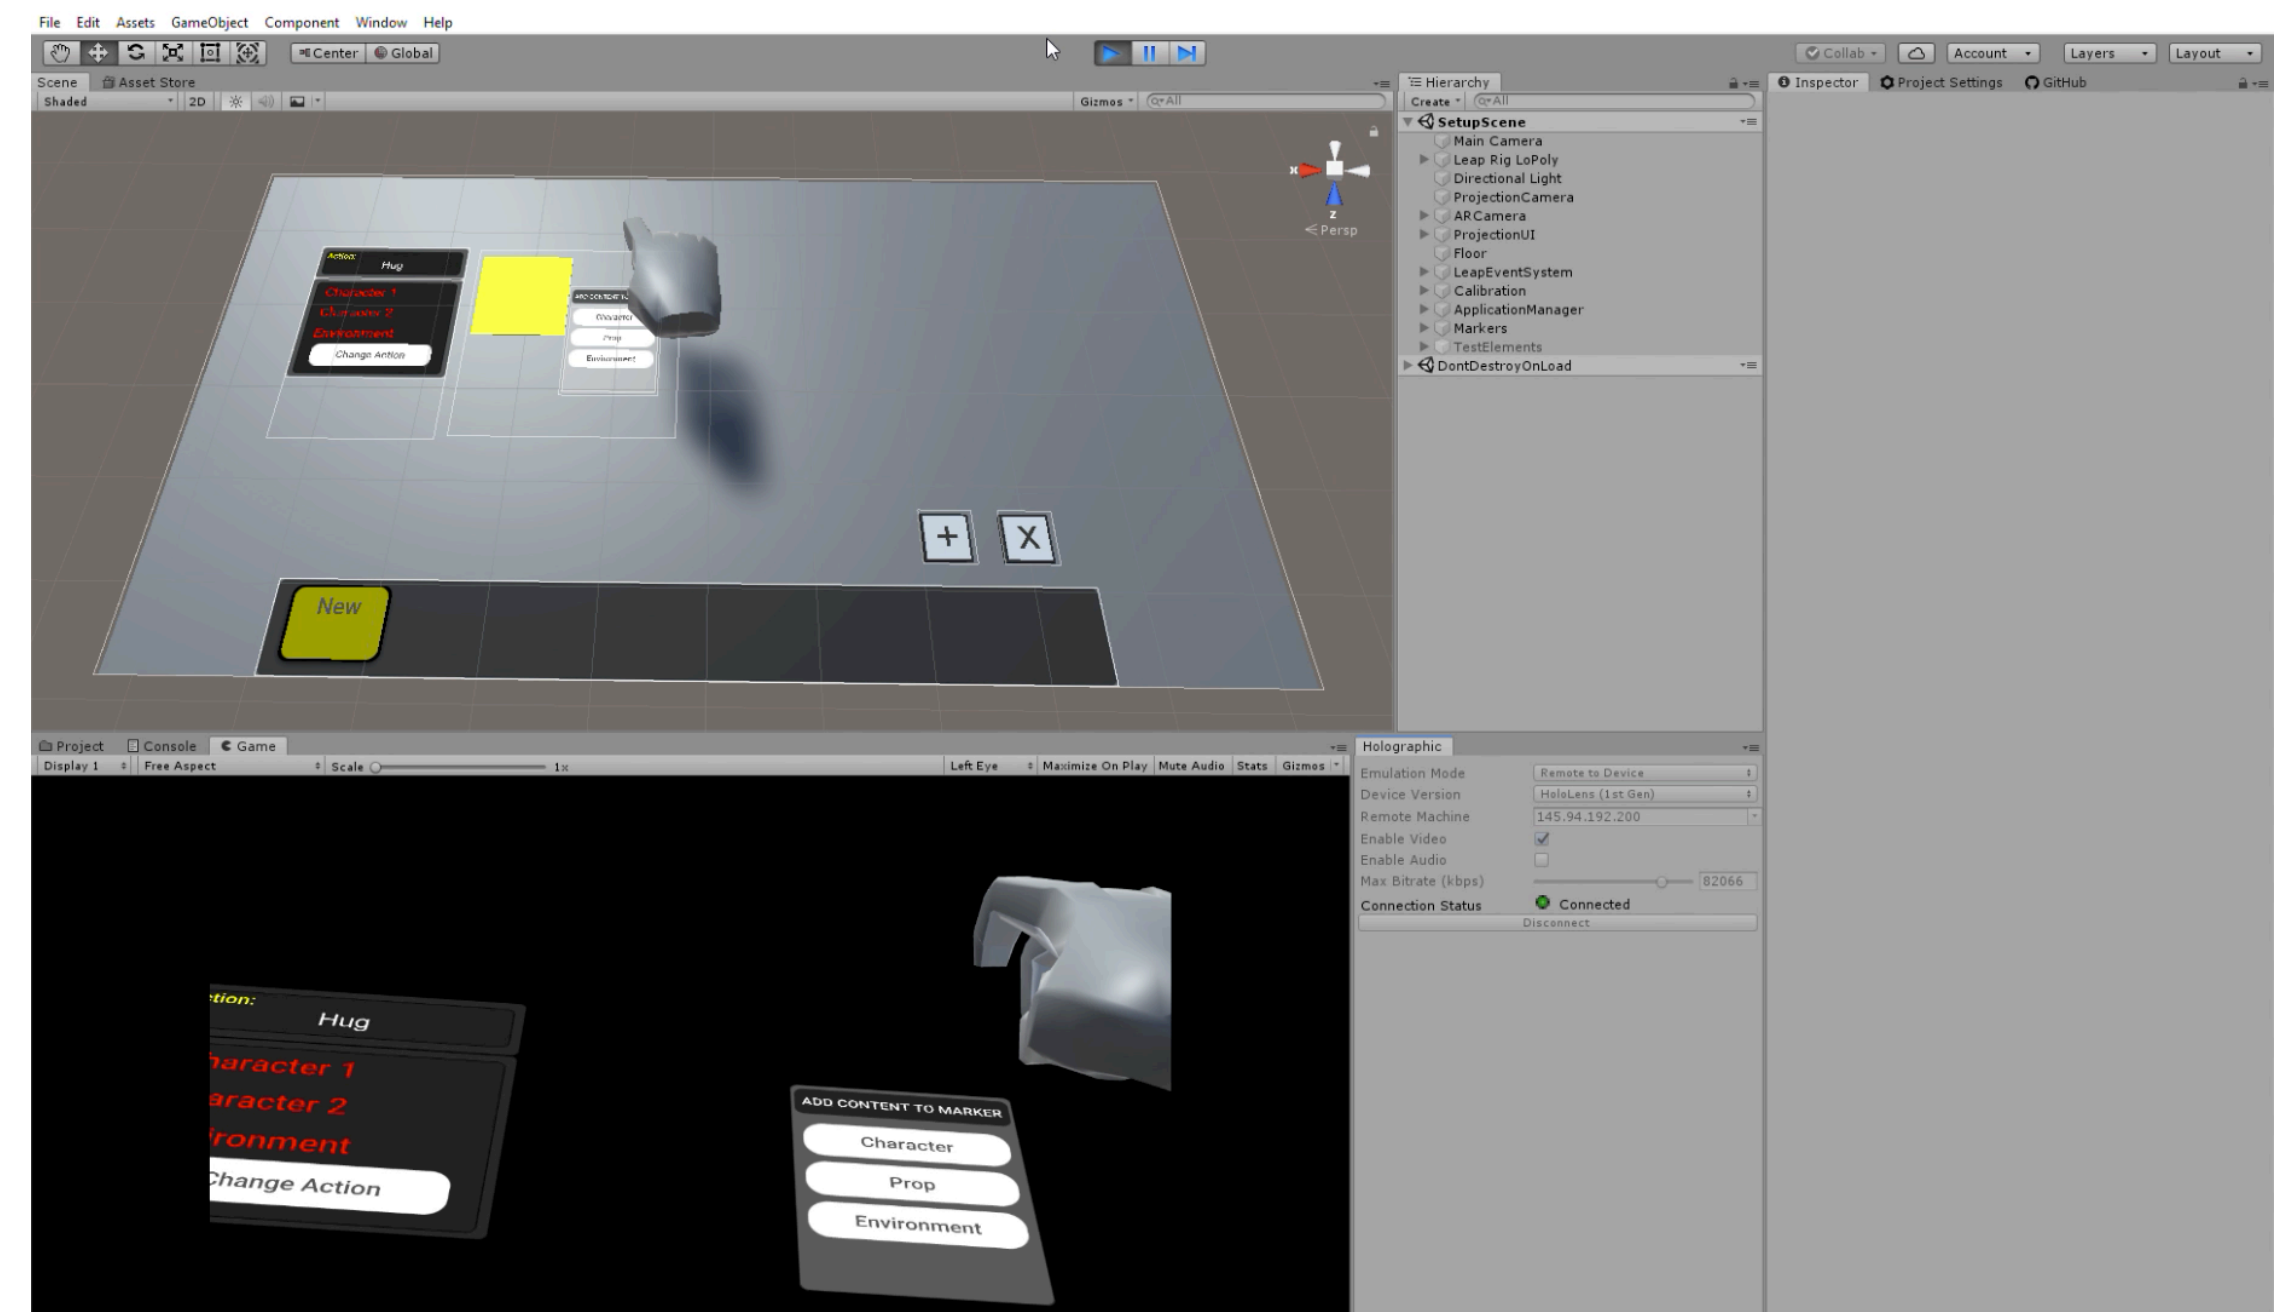 File Edit Assets GameObject Component Window Help
Center Global
Collab Account Layers Layout
Scene Asset Store
Shaded 2D Gizmos All
Action:
Hug
Character 1
Character 2
Environment
Change Action
ADD CONTENT TO
Character
Prop
Environment
+ X
New
x
z
Persp
Hierarchy
Create All
SetupScene
Main Camera
Leap Rig LoPoly
Directional Light
ProjectionCamera
ARCamera
ProjectionUI
Floor
LeapEventSystem
Calibration
ApplicationManager
Markers
TestElements
DontDestroyOnLoad
Inspector Project Settings GitHub
Project Console Game
Display 1 Free Aspect Scale 1x Left Eye Maximize On Play Mute Audio Stats Gizmos
tion:
Hug
haracter 1
aracter 2
ironment
Change Action
ADD CONTENT TO MARKER
Character
Prop
Environment
Holographic
Emulation Mode Remote to Device
Device Version HoloLens (1st Gen)
Remote Machine 145.94.192.200
Enable Video
Enable Audio
Max Bitrate (kbps) 82066
Connection Status Connected
Disconnect